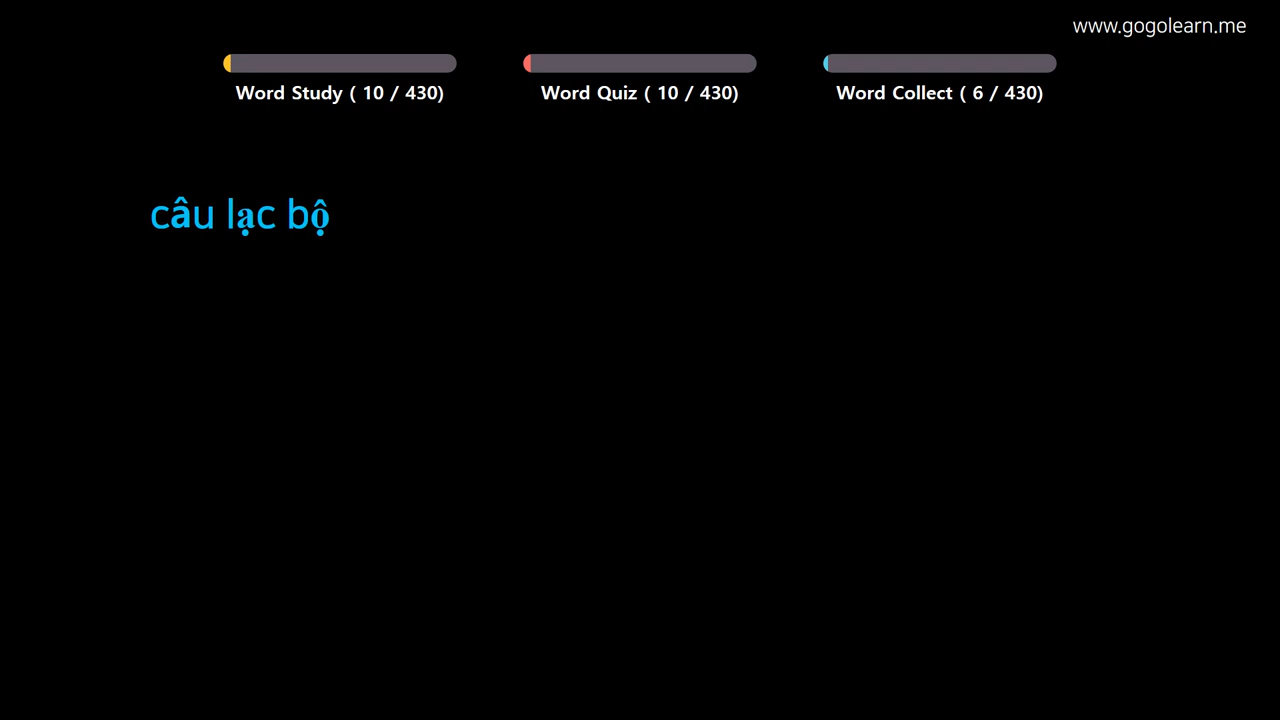 www.gogolearn.me
Word Study ( 10 / 430)
Word Quiz ( 10 / 430)
Word Collect ( 6 / 430)
câu lạc bộ